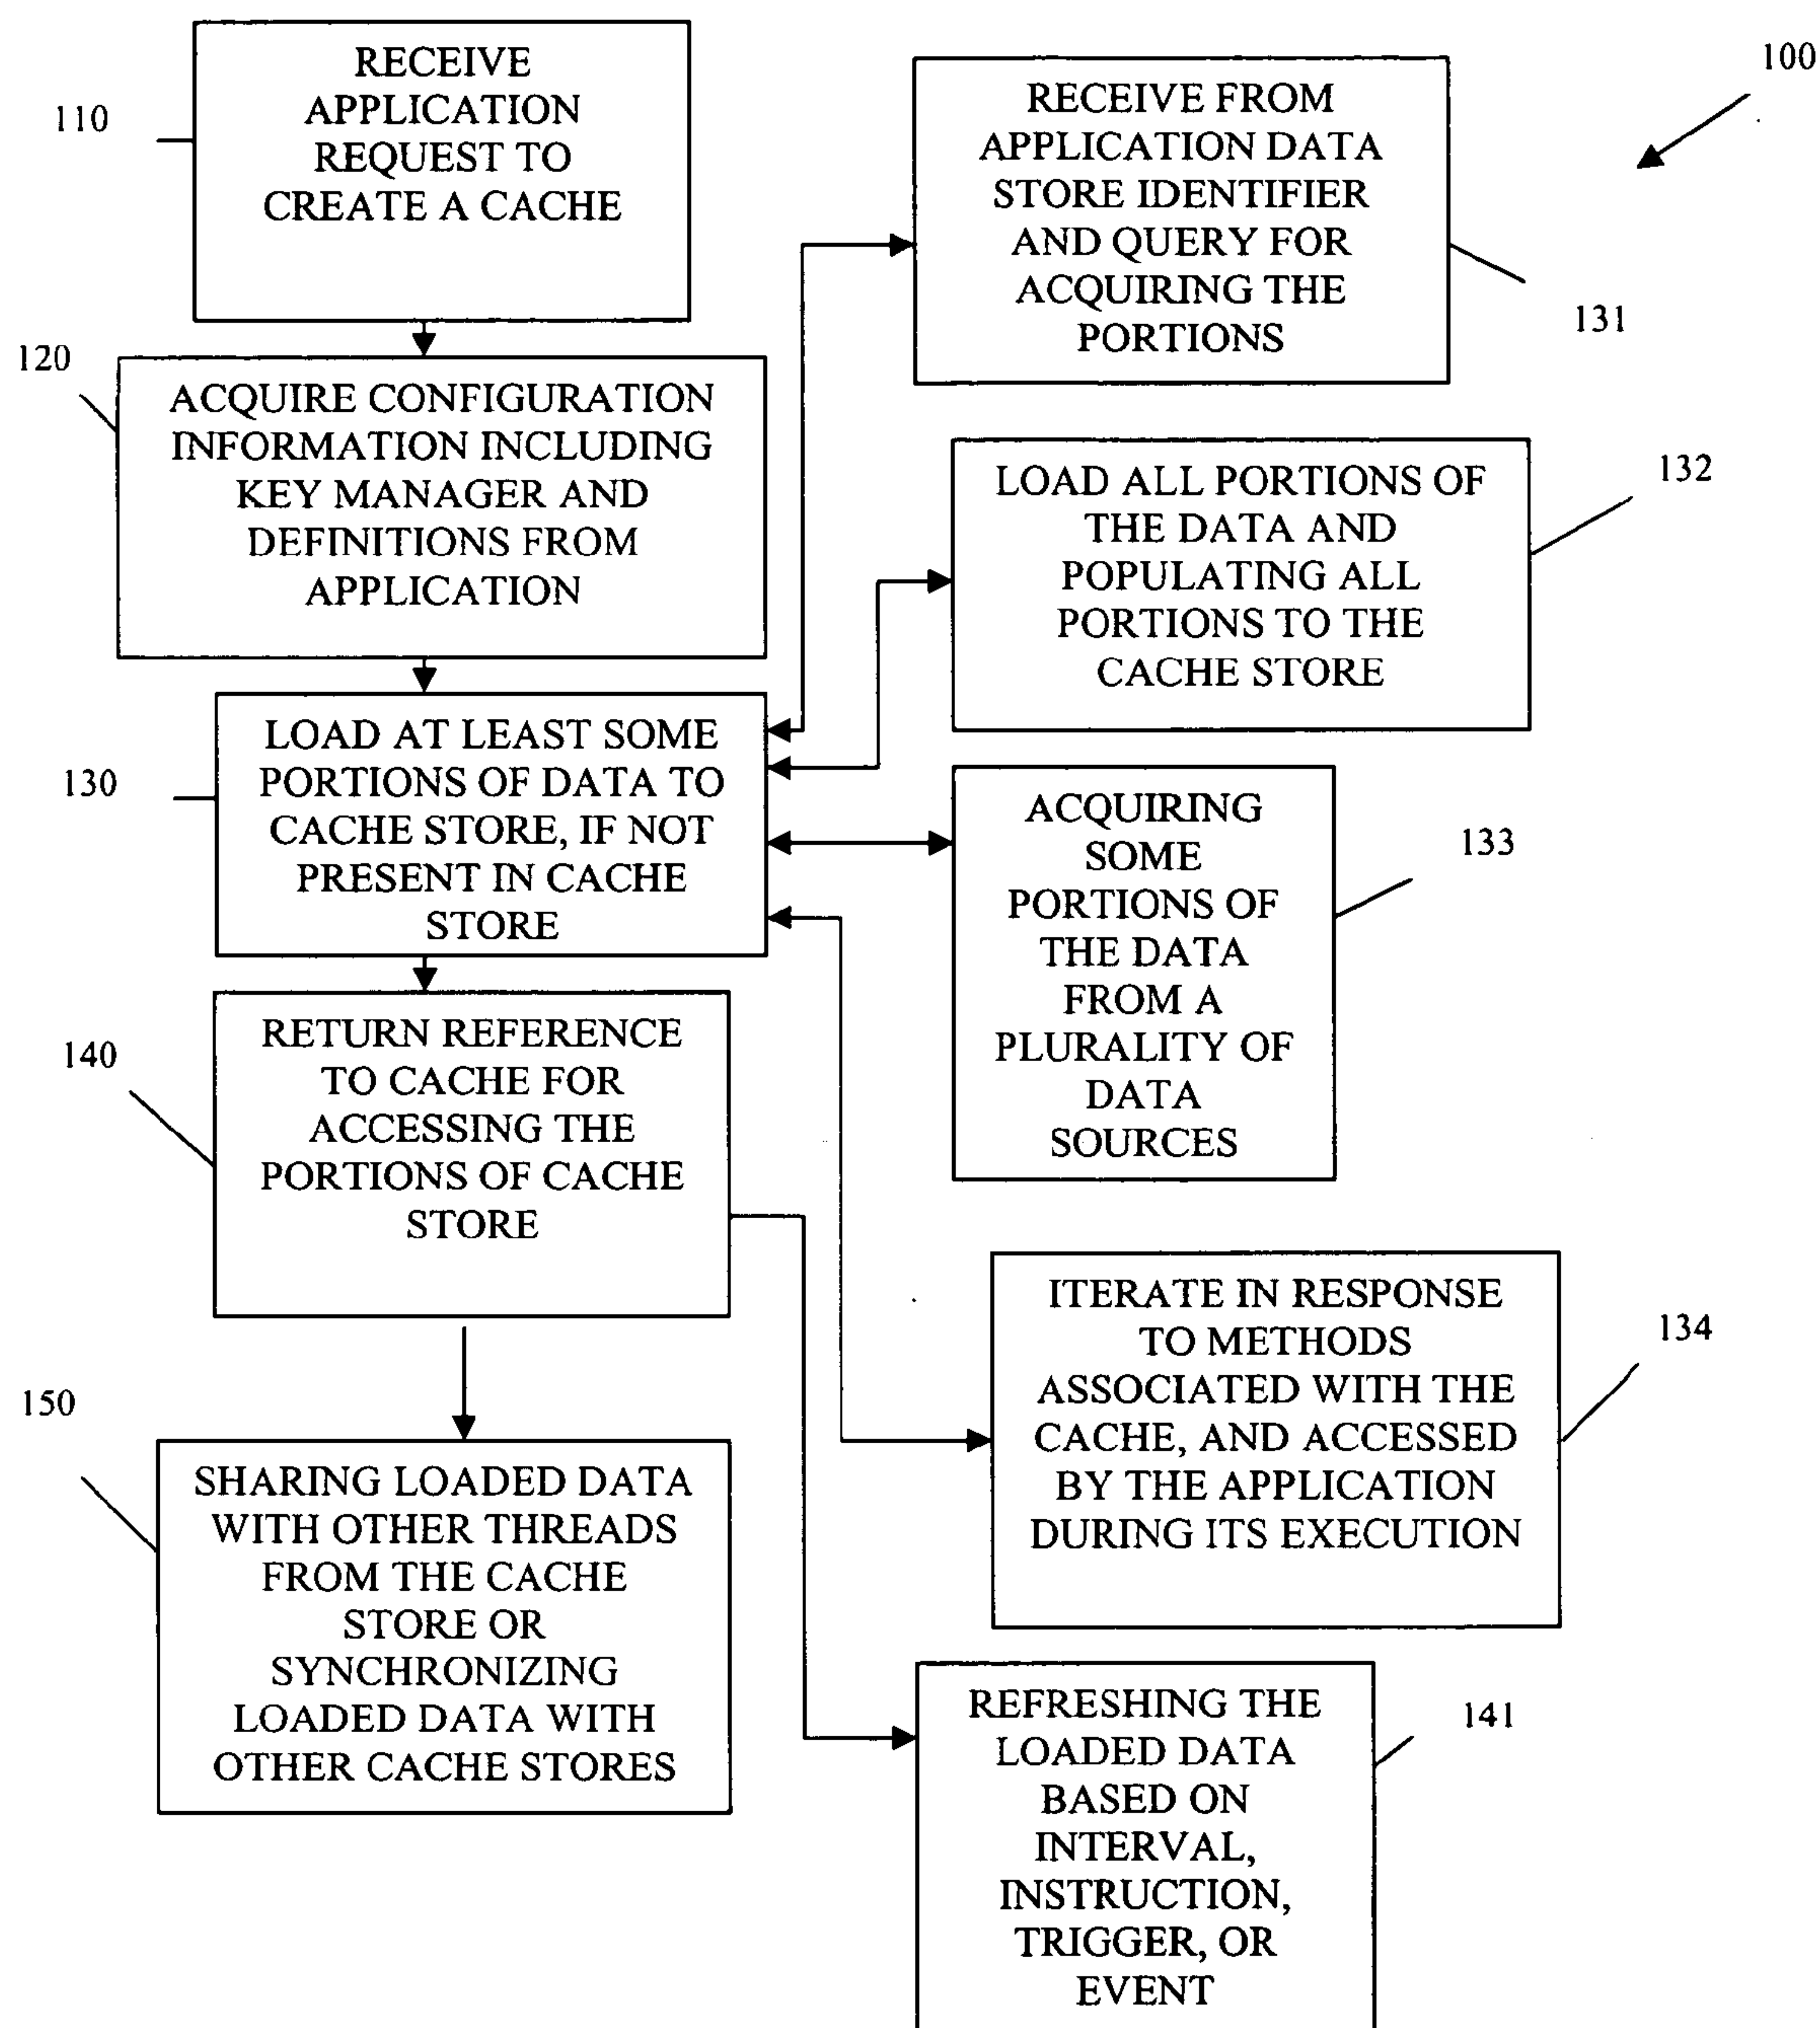 100
110
RECEIVE
APPLICATION
REQUEST TO
CREATE A CACHE
120
ACQUIRE CONFIGURATION
INFORMATION INCLUDING
KEY MANAGER AND
DEFINITIONS FROM
APPLICATION
130
LOAD AT LEAST SOME
PORTIONS OF DATA TO
CACHE STORE, IF NOT
PRESENT IN CACHE
STORE
140
RETURN REFERENCE
TO CACHE FOR
ACCESSING THE
PORTIONS OF CACHE
STORE
150
SHARING LOADED DATA
WITH OTHER THREADS
FROM THE CACHE
STORE OR
SYNCHRONIZING
LOADED DATA WITH
OTHER CACHE STORES
RECEIVE FROM
APPLICATION DATA
STORE IDENTIFIER
AND QUERY FOR
ACQUIRING THE
PORTIONS
131
LOAD ALL PORTIONS OF
THE DATA AND
POPULATING ALL
PORTIONS TO THE
CACHE STORE
132
ACQUIRING
SOME
PORTIONS OF
THE DATA
FROM A
PLURALITY OF
DATA
SOURCES
133
ITERATE IN RESPONSE
TO METHODS
ASSOCIATED WITH THE
CACHE, AND ACCESSED
BY THE APPLICATION
DURING ITS EXECUTION
134
REFRESHING THE
LOADED DATA
BASED ON
INTERVAL,
INSTRUCTION,
TRIGGER, OR
EVENT
141